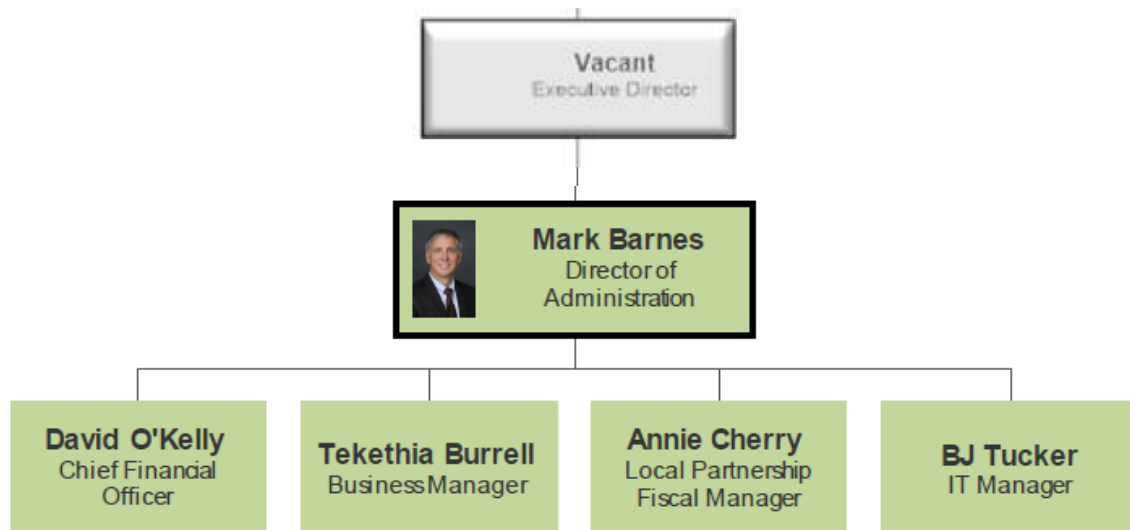 Vacant
Executive Director
Mark Barnes
Director of
Administration
David O'Kelly
Chief Financial
Officer
Tekethia Burrell
Business Manager
Annie Cherry
Local Partnership
Fiscal Manager
BJ Tucker
IT Manager